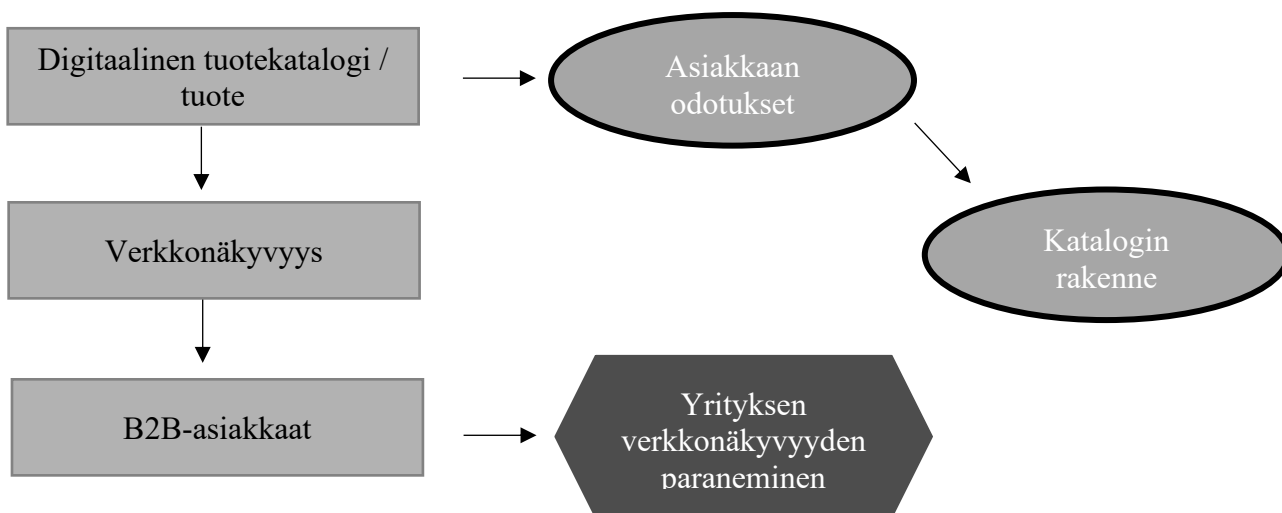 Digitaalinen tuotekatalogi /
tuote
Asiakkaan
odotukset
Verkkonäkyvyys
Katalogin
rakenne
B2B-asiakkaat
Yrityksen
verkkonäkyvyyden
paraneminen